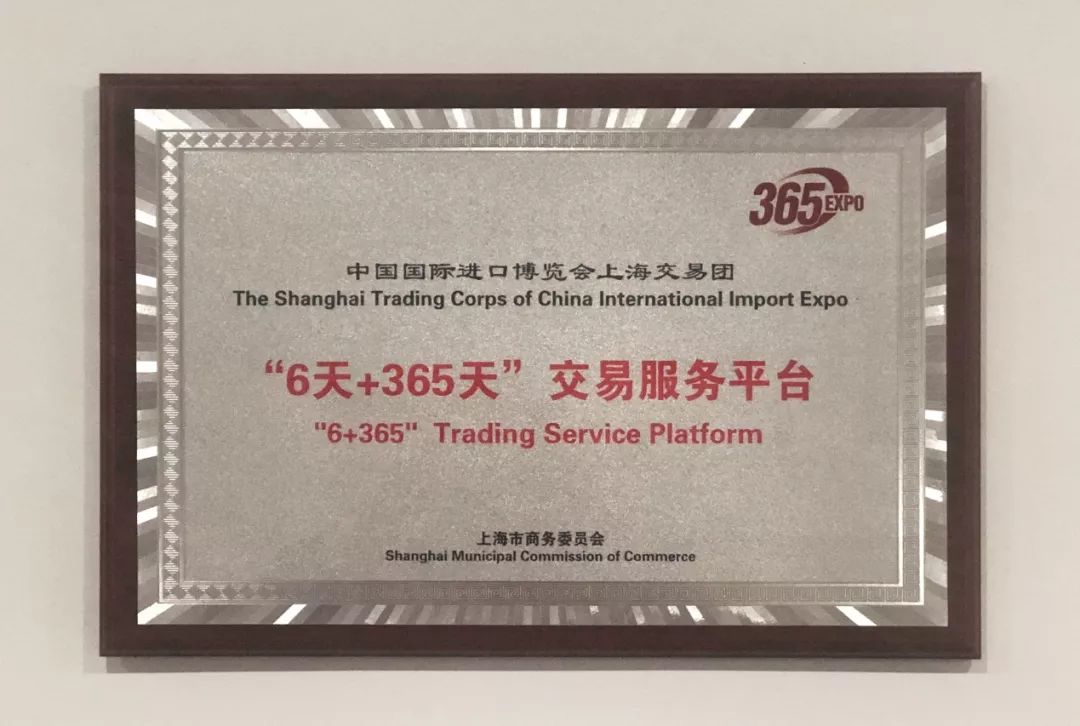 365 EXPO
中国国际进口博览会上海交易团
The Shanghai Trading Corps of China International Import Expo
“6天+365天”交易服务平台
"6+365" Trading Service Platform
上海市商务委员会
Shanghai Municipal Commission of Commerce